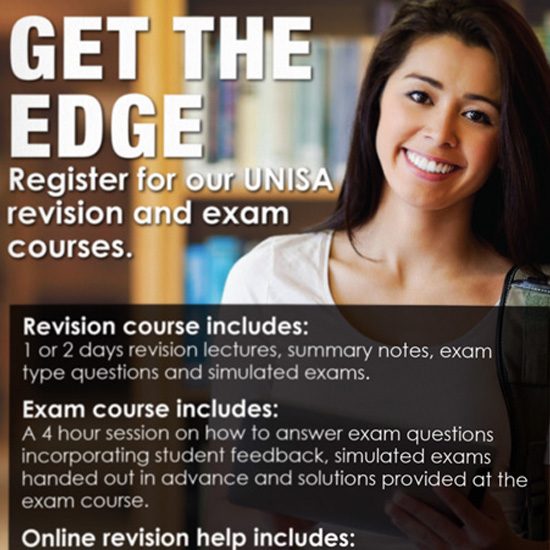 GET THE
EDGE
Register for our UNISA
revision and exam
courses.
Revision course includes:
1 or 2 days revision lectures, summary notes, exam
type questions and simulated exams.
Exam course includes:
A 4 hour session on how to answer exam questions
incorporating student feedback, simulated exams
handed out in advance and solutions provided at the
exam course.
Online revision help includes: